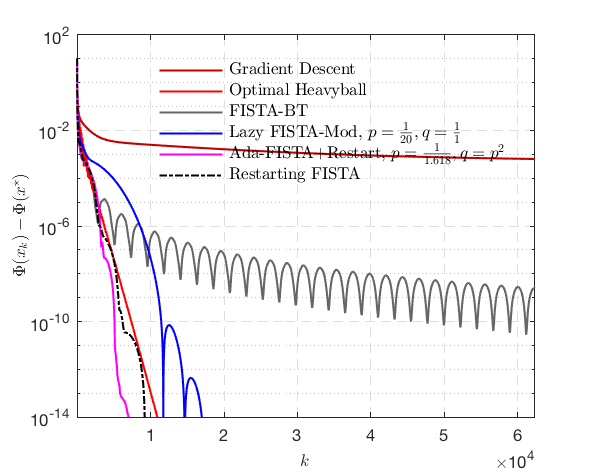 10^2
10^-2
10^-6
10^-10
10^-14
Φ(x_k) − Φ(x*)
Gradient Descent
Optimal Heavyball
FISTA-BT
Lazy FISTA-Mod, p = 1/20, q = 1/1
Ada-FISTA+Restart, p = 1/1.618, q = p^2
Restarting FISTA
1 2 3 4 5 6
k
×10^4